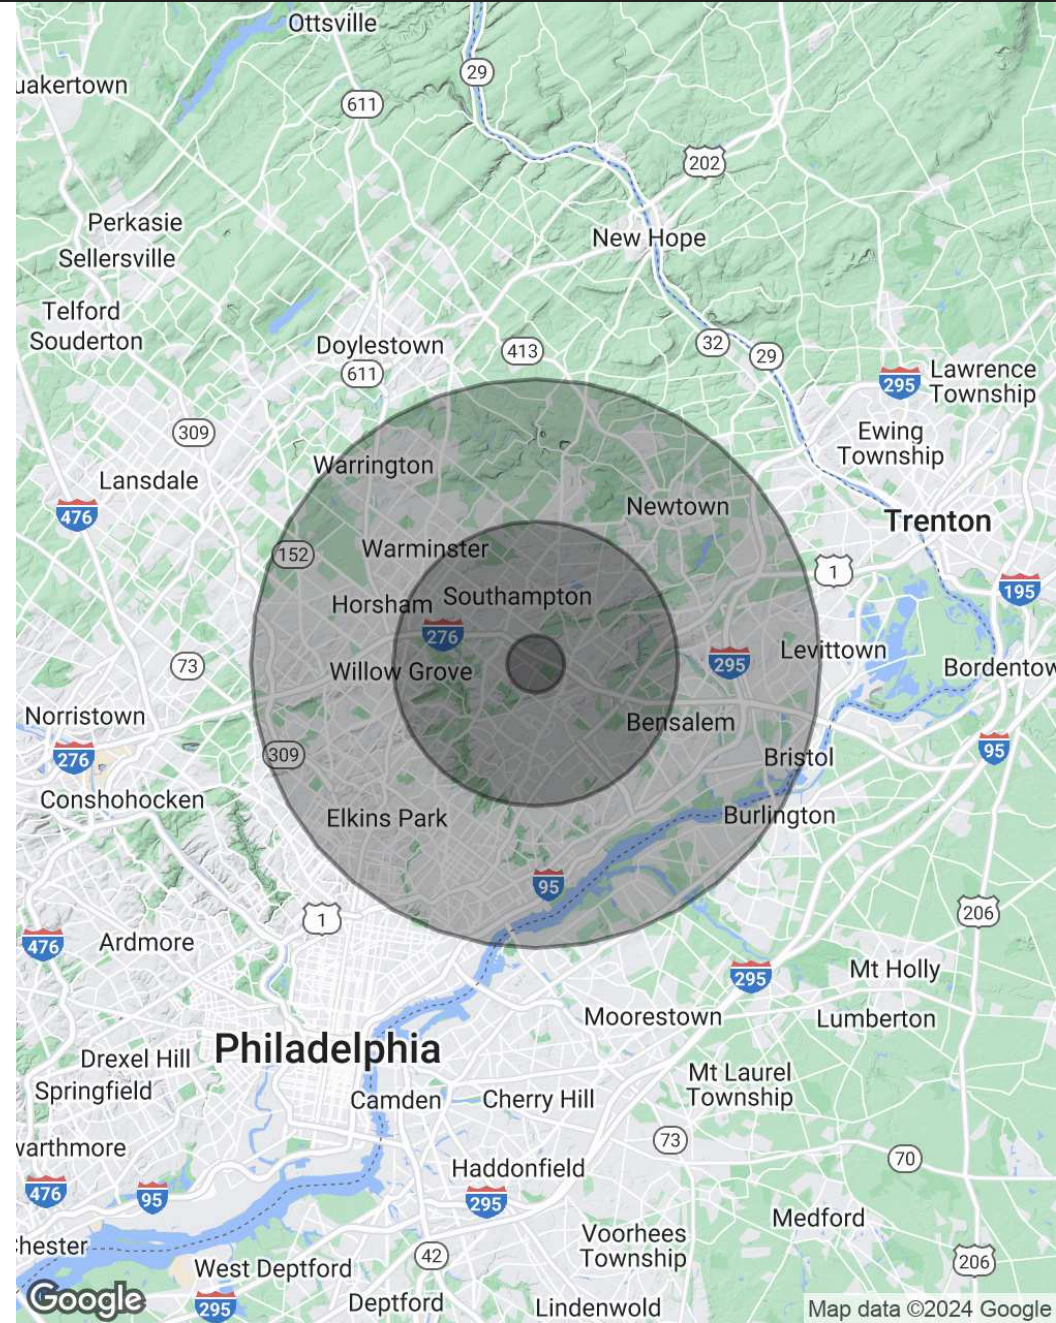 Ottsville
29
uakertown
611
202
Perkasie
New Hope
Sellersville
Telford
Souderton
Doylestown
413
32
29
611
295
Lawrence
Township
309
Ewing
Township
Warrington
Lansdale
476
Newtown
Trenton
152
Warminster
1
195
Horsham
Southampton
276
Willow Grove
295
Levittown
73
Bordentow
Norristown
Bensalem
276
309
Bristol
95
Conshohocken
Elkins Park
Burlington
95
1
206
476
Ardmore
295
Mt Holly
Moorestown
Lumberton
Philadelphia
Drexel Hill
Springfield
Mt Laurel
Township
Camden
Cherry Hill
warthmore
73
70
Haddonfield
476
95
295
Medford
Chester
Voorhees
Township
42
206
West Deptford
Google
295
Deptford
Lindenwold
Map data ©2024 Google